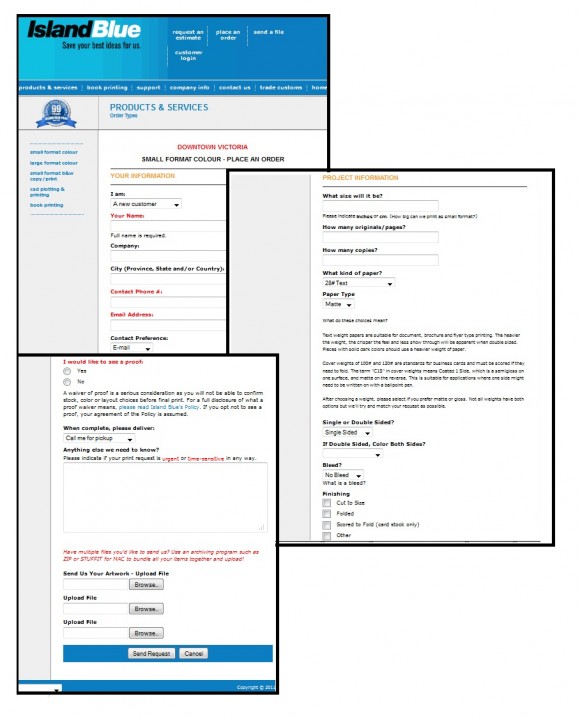 IslandBlue
Save your best ideas for us.
request an estimate
place an order
send a file
customer login
products & services
book printing
support
company info
contact us
trade customs
home
99
PRODUCTS & SERVICES
Order Types
small format colour
large format colour
small format b&w copy / print
cad plotting & printing
book printing
DOWNTOWN VICTORIA
SMALL FORMAT COLOUR - PLACE AN ORDER
YOUR INFORMATION
I am:
A new customer
Your Name:
Full name is required.
Company:
City (Province, State and/or Country):
Contact Phone #:
Email Address:
Contact Preference:
E-mail
PROJECT INFORMATION
What size will it be?
Please indicate inches or cm. (How big can we print as small format?)
How many originals/pages?
How many copies?
What kind of paper?
28# Text
Paper Type
Matte
What do these choices mean?
Text weight papers are suitable for document, brochure and flyer type printing. The heavier
the weight, the crisper the feel and less show through will be apparent when double sided.
Pieces with solid dark colors should use a heavier weight of paper.
Cover weights of 100# and 120# are standards for business cards and must be scored if they
need to fold. The term "C1S" in cover weights means Coated 1 Side, which is a semigloss on
one surface, and matte on the reverse. This is suitable for applications where one side might
need to be written on with a ballpoint pen.
After choosing a weight, please select if you prefer matte or gloss. Not all weights have both
options but we'll try and match your request as possible.
Single or Double Sided?
Single Sided
If Double Sided, Color Both Sides?
Bleed?
No Bleed
What is a bleed?
Finishing
Cut to Size
Folded
Scored to Fold (card stock only)
Other
I would like to see a proof:
Yes
No
A waiver of proof is a serious consideration as you will not be able to confirm
stock, color or layout choices before final print. For a full disclosure of what a
proof waiver means, please read Island Blue's Policy. If you opt not to see a
proof, your agreement of the Policy is assumed.
When complete, please deliver:
Call me for pickup
Anything else we need to know?
Please indicate if your print request is urgent or time-sensitive in any way.
Have multiple files you'd like to send us? Use an archiving program such as
ZIP or STUFFIT for MAC to bundle all your items together and upload!
Send Us Your Artwork - Upload File
Browse..
Upload File
Browse..
Upload File
Browse..
Send Request
Cancel
Copyright ©